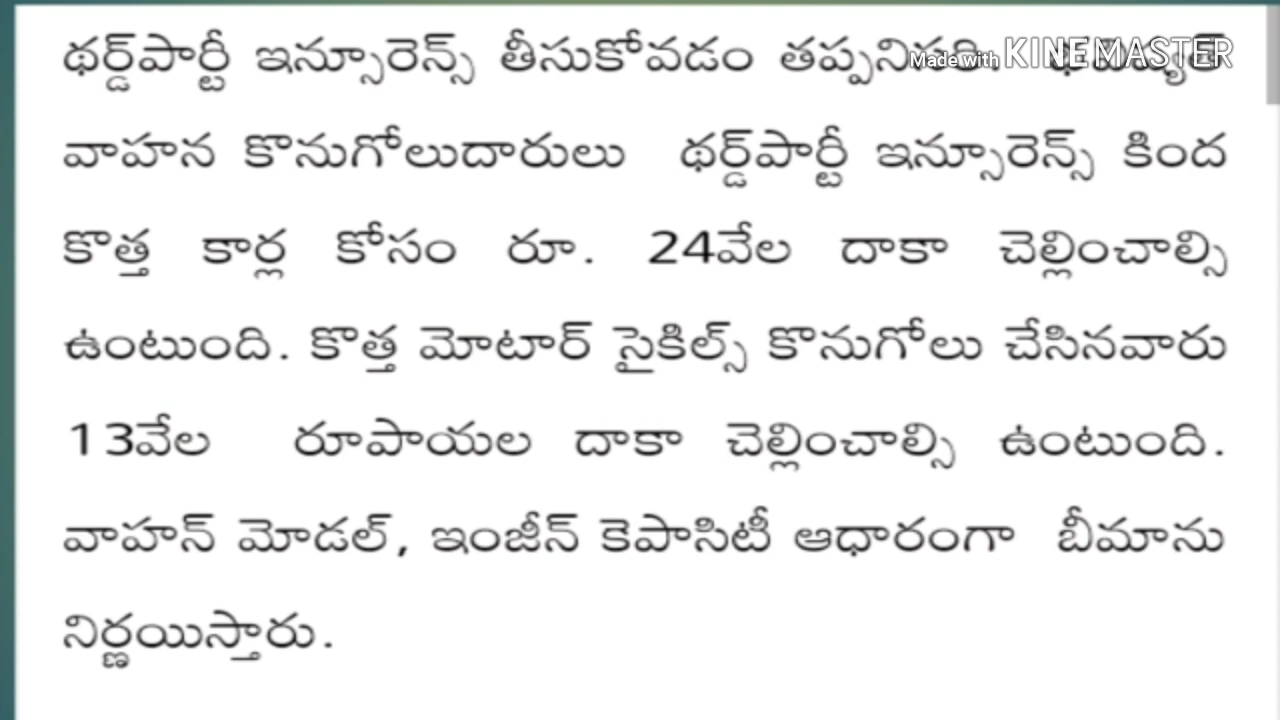 థర్డ్‌పార్టీ ఇన్సూరెన్స్ తీసుకోవడం తప్పనిసరి.
Made with KINEMASTER
వాహన కొనుగోలుదారులు థర్డ్‌పార్టీ ఇన్సూరెన్స్ కింద
కొత్త కార్ల కోసం రూ. 24వేల దాకా చెల్లించాల్సి
ఉంటుంది. కొత్త మోటార్ సైకిల్స్ కొనుగోలు చేసినవారు
13వేల రూపాయల దాకా చెల్లించాల్సి ఉంటుంది.
వాహన్ మోడల్, ఇంజీన్ కెపాసిటీ ఆధారంగా బీమాను
నిర్ణయిస్తారు.